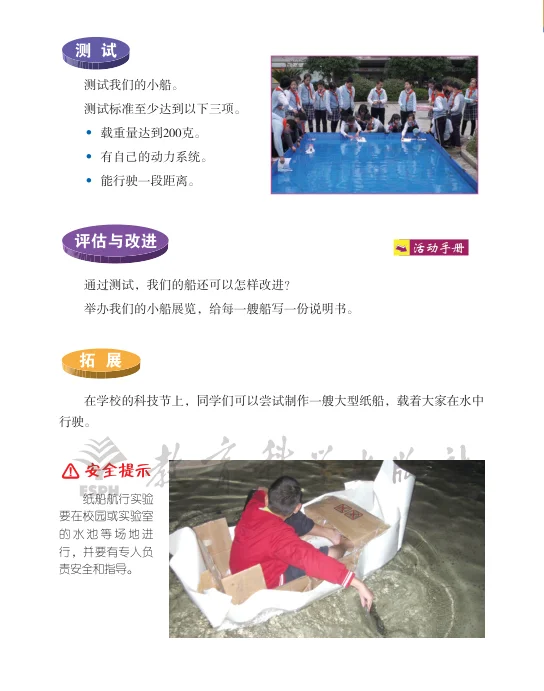 测 试
测试我们的小船。
测试标准至少达到以下三项。
• 载重量达到200克。
• 有自己的动力系统。
• 能行驶一段距离。
评估与改进
活动手册
通过测试，我们的船还可以怎样改进？
举办我们的小船展览，给每一艘船写一份说明书。
拓 展
在学校的科技节上，同学们可以尝试制作一艘大型纸船，载着大家在水中
行驶。
教育科学出版社
ESPH
安全提示
纸船航行实验
要在校园或实验室
的水池等场地进
行，并要有专人负
责安全和指导。